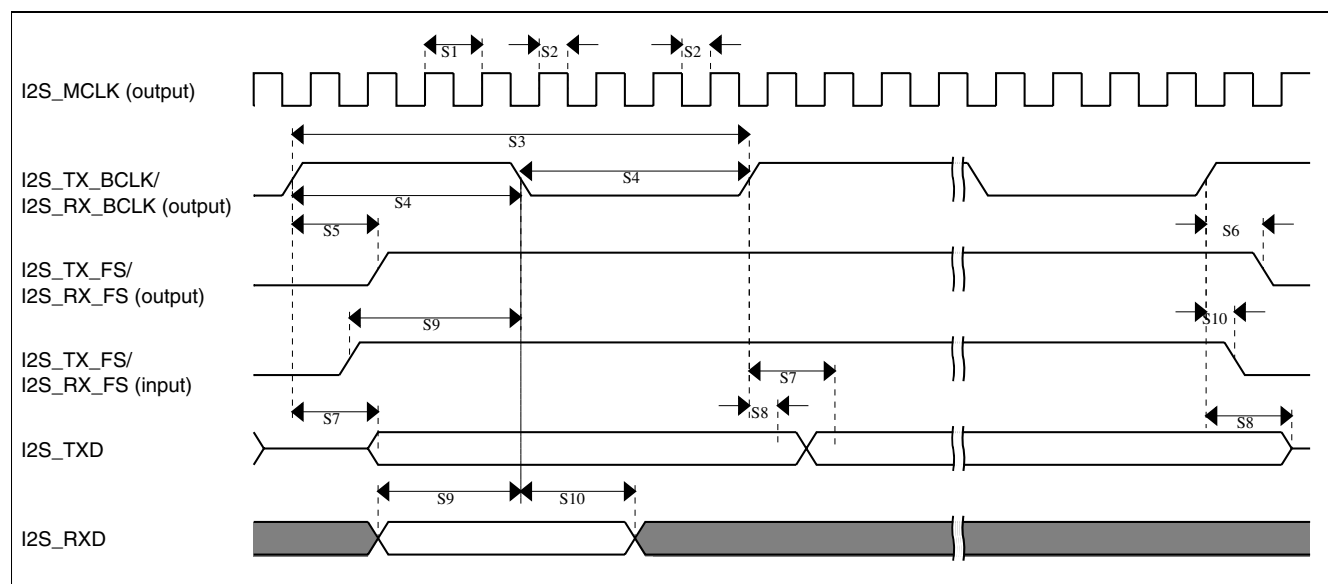 S1 S2 S2
I2S_MCLK (output)
S3
I2S_TX_BCLK/
I2S_RX_BCLK (output)
S4
S4
S5 S6
I2S_TX_FS/
I2S_RX_FS (output)
S9 S10
I2S_TX_FS/
I2S_RX_FS (input)
S7
S7 S8 S8
I2S_TXD
S9 S10
I2S_RXD